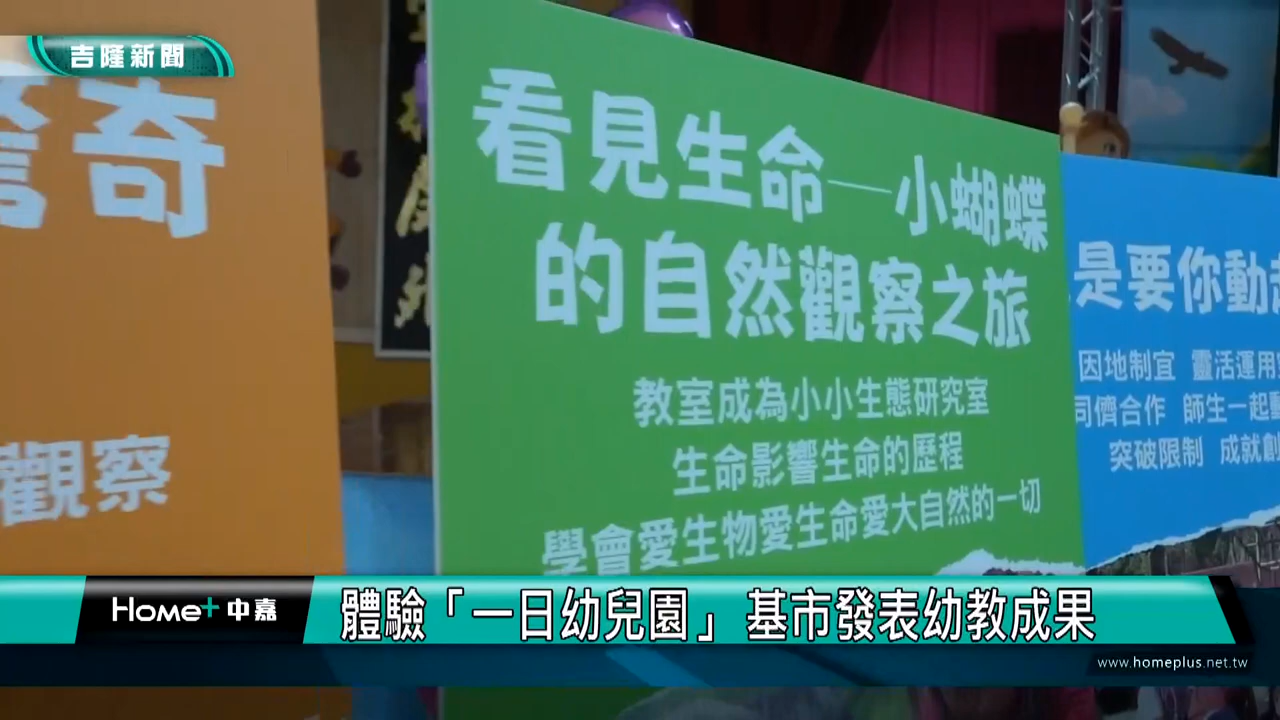 吉隆新聞
驚奇
觀察
看見生命—小蝴蝶
的自然觀察之旅
教室成為小小生態研究室
生命影響生命的歷程
學會愛生物愛生命愛大自然的一切
是要你動
因地制宜 靈活運用
同儕合作 師生一起
突破限制 成就創
Home+中嘉
體驗「一日幼兒園」 基市發表幼教成果
www.homeplus.net.tw